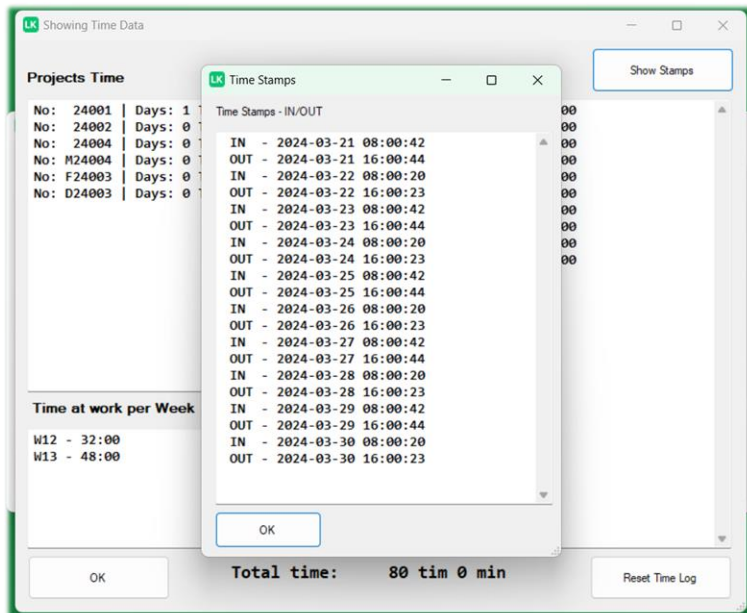 LK Showing Time Data
Projects Time
Show Stamps
No:  24001 | Days: 1 T
No:  24002 | Days: 0
No:  24004 | Days: 0
No: M24004 | Days: 0
No: F24003 | Days: 0
No: D24003 | Days: 0
00
00
00
00
00
00
00
00
00
00
LK Time Stamps
Time Stamps - IN/OUT
IN  - 2024-03-21 08:00:42
OUT - 2024-03-21 16:00:44
IN  - 2024-03-22 08:00:20
OUT - 2024-03-22 16:00:23
IN  - 2024-03-23 08:00:42
OUT - 2024-03-23 16:00:44
IN  - 2024-03-24 08:00:20
OUT - 2024-03-24 16:00:23
IN  - 2024-03-25 08:00:42
OUT - 2024-03-25 16:00:44
IN  - 2024-03-26 08:00:20
OUT - 2024-03-26 16:00:23
IN  - 2024-03-27 08:00:42
OUT - 2024-03-27 16:00:44
IN  - 2024-03-28 08:00:20
OUT - 2024-03-28 16:00:23
IN  - 2024-03-29 08:00:42
OUT - 2024-03-29 16:00:44
IN  - 2024-03-30 08:00:20
OUT - 2024-03-30 16:00:23
OK
Time at work per Week
W12 - 32:00
W13 - 48:00
OK
Total time: 80 tim 0 min
Reset Time Log